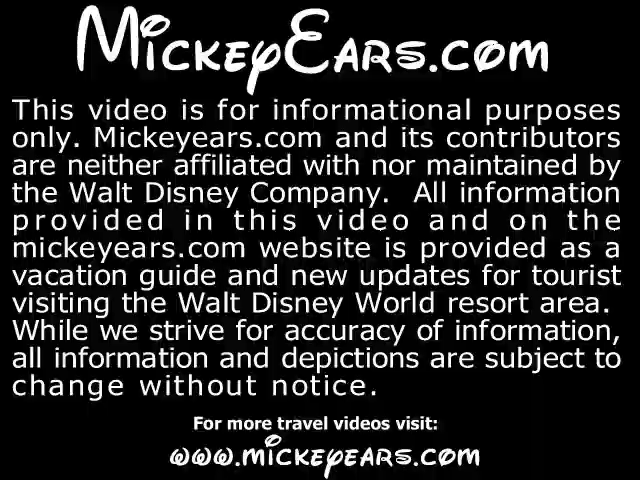 MickeyEars.com
This video is for informational purposes
only. Mickeyears.com and its contributors
are neither affiliated with nor maintained by
the Walt Disney Company. All information
provided in this video and on the
mickeyears.com website is provided as a
vacation guide and new updates for tourist
visiting the Walt Disney World resort area.
While we strive for accuracy of information,
all information and depictions are subject to
change without notice.
For more travel videos visit:
www.mickeyears.com